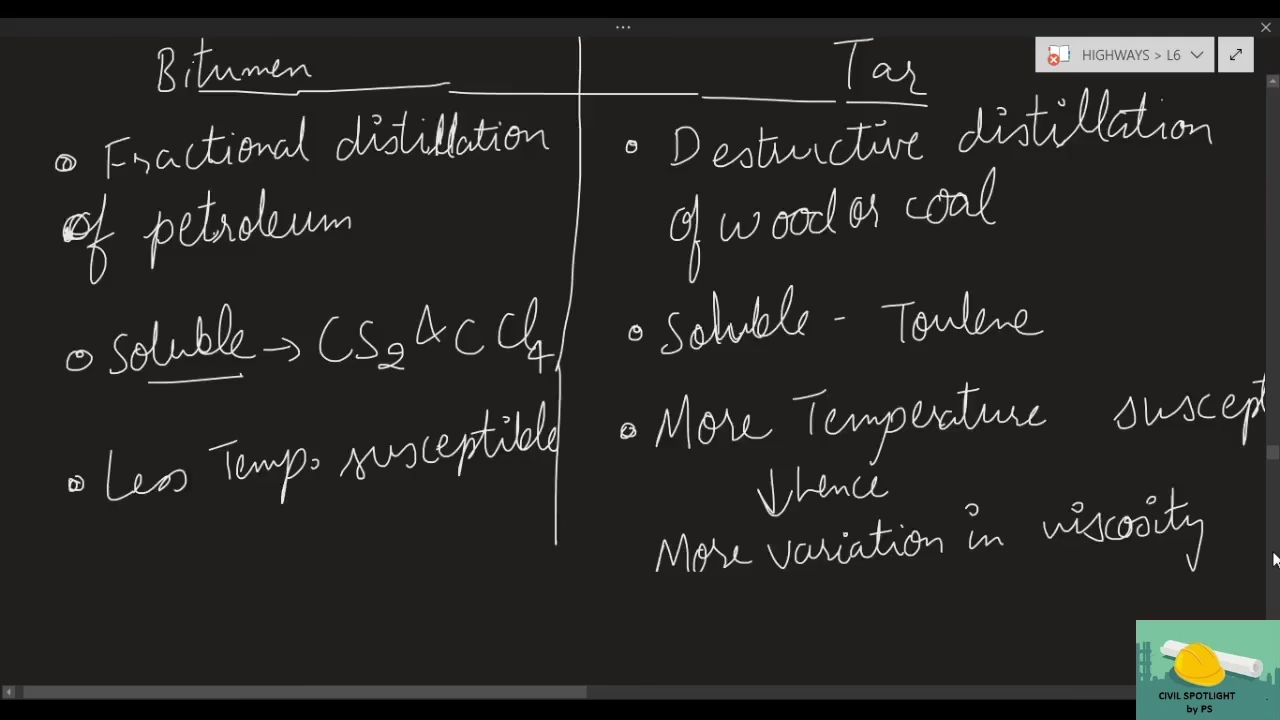 HIGHWAYS > L6
Bitumen
Fractional distillation
of petroleum
Soluble → CS2 & CCl4
Less Temp. susceptible
Tar
Destructive distillation
of wood or coal
Soluble - Toulene
More Temperature suscept
↓ hence
More variation in viscosity
CIVIL SPOTLIGHT
by PS